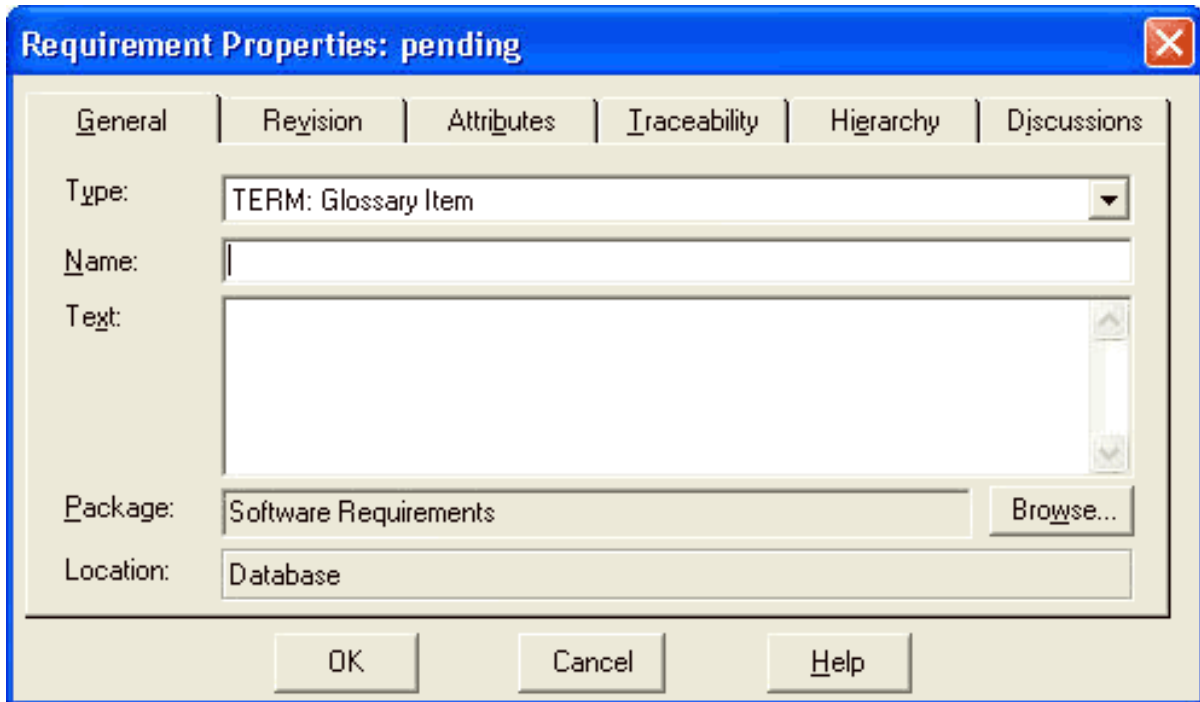 Requirement Properties: pending
General Revision Attributes Traceability Hierarchy Discussions
Type: TERM: Glossary Item
Name:
Text:
Package: Software Requirements Browse...
Location: Database
OK Cancel Help